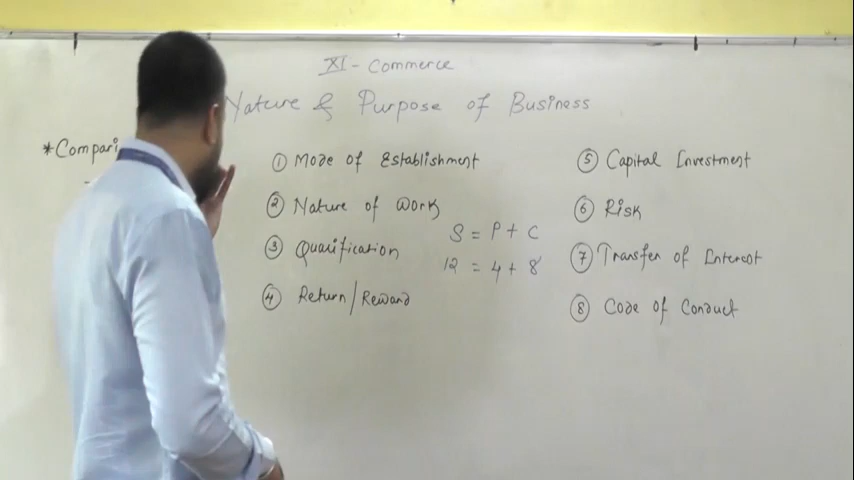 XI - Commerce
Nature & Purpose of Business
*Compari
① Mode of Establishment
② Nature of Work
③ Quarification
④ Return/Reward
S = P + C
12 = 4 + 8
⑤ Capital Investment
⑥ Risk
⑦ Transfer of Interest
⑧ Code of Conduct